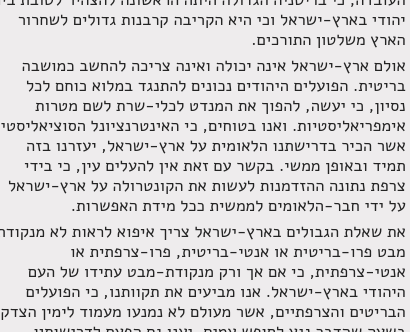 העובדה, כי בריטניה הגדולה היתה הראשונה להצהיר לטובת בית
יהודי בארץ-ישראל וכי היא הקריבה קרבנות גדולים לשחרור
הארץ משלטון התורכים.
אולם ארץ-ישראל אינה יכולה ואינה צריכה להחשב כמושבה
בריטית. הפועלים היהודים נכונים להתנגד במלוא כוחם לכל
נסיון, כי יעשה, להפוך את המנדט לכלי-שרת לשם מטרות
אימפריאליסטיות. ואנו בטוחים, כי האינטרנציונל הסוציאליסטי
אשר הכיר בדרישתנו הלאומית על ארץ-ישראל, יעזרנו בזה
תמיד ובאופן ממשי. בקשר עם זאת אין להעלים עין, כי בידי
צרפת נתונה ההזדמנות לעשות את הקונטרולה על ארץ-ישראל
על ידי חבר-הלאומים לממשית ככל מידת האפשרות.
את שאלת הגבולים בארץ-ישראל צריך איפוא לראות לא מנקודת
מבט פרו-בריטית או אנטי-בריטית, פרו-צרפתית או
אנטי-צרפתית, כי אם אך ורק מנקודת-מבט עתידו של העם
היהודי בארץ-ישראל. אנו מביעים את תקוותנו, כי הפועלים
הבריטים והצרפתיים, אשר מעולם לא נמנעו מעמוד לימין הצדק